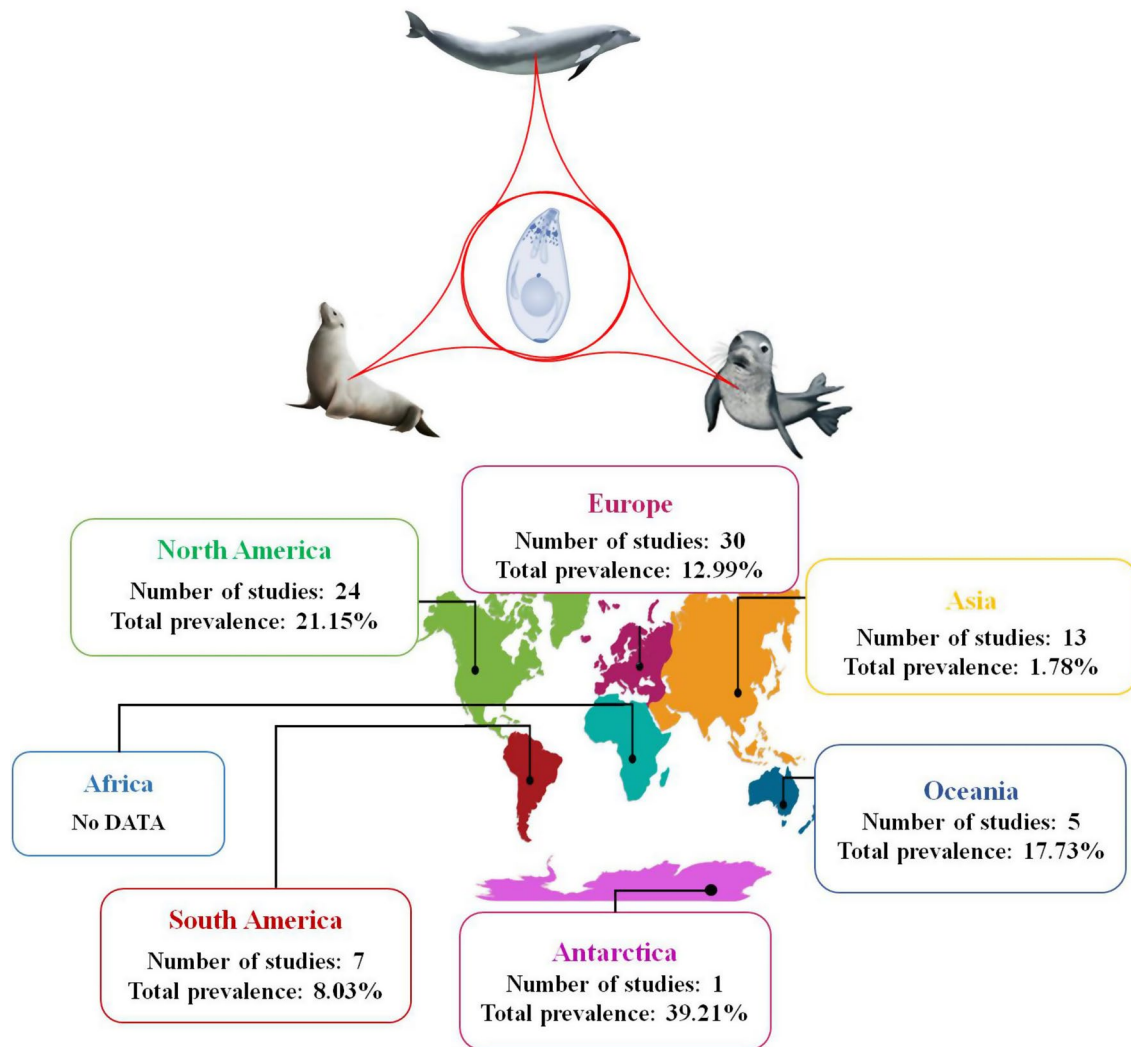 Europe
Number of studies: 30
Total prevalence: 12.99%
North America
Number of studies: 24
Total prevalence: 21.15%
Asia
Number of studies: 13
Total prevalence: 1.78%
Africa
No DATA
Oceania
Number of studies: 5
Total prevalence: 17.73%
South America
Number of studies: 7
Total prevalence: 8.03%
Antarctica
Number of studies: 1
Total prevalence: 39.21%